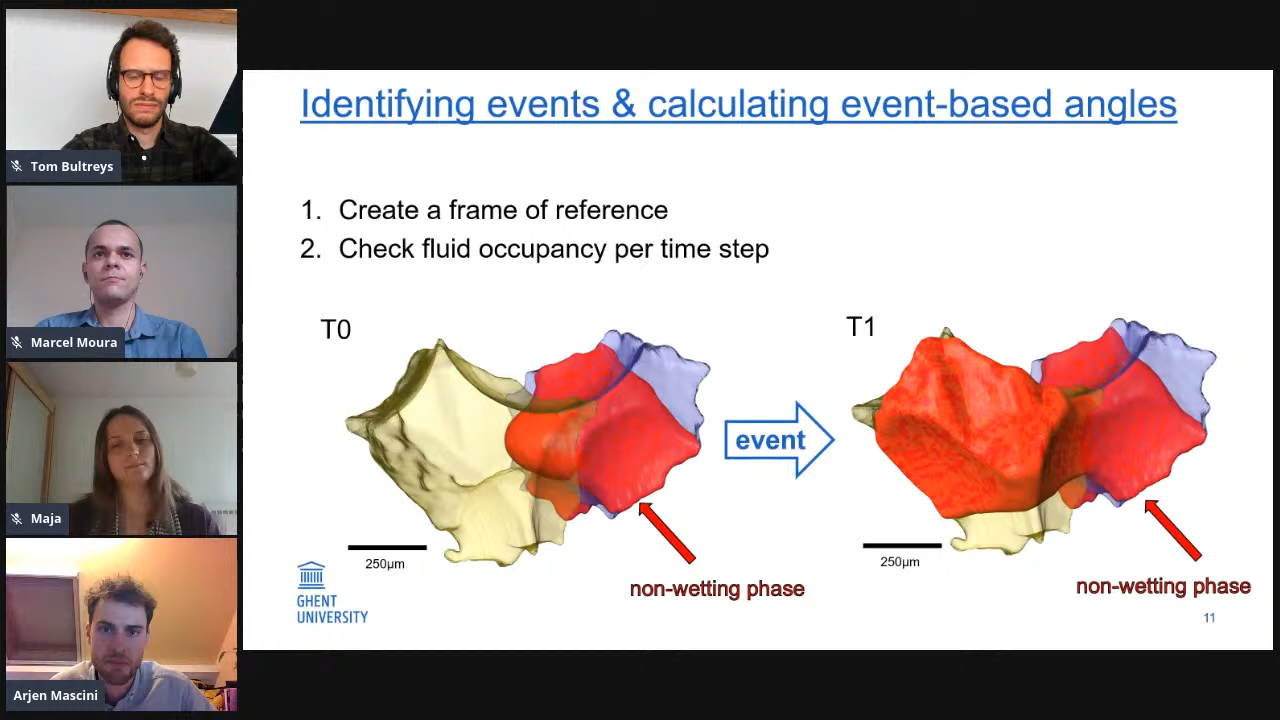 Tom Bultreys
Marcel Moura
Maja
Arjen Mascini
Identifying events & calculating event-based angles
1. Create a frame of reference
2. Check fluid occupancy per time step
T0
T1
event
250µm
250µm
non-wetting phase
non-wetting phase
GHENT
UNIVERSITY
11